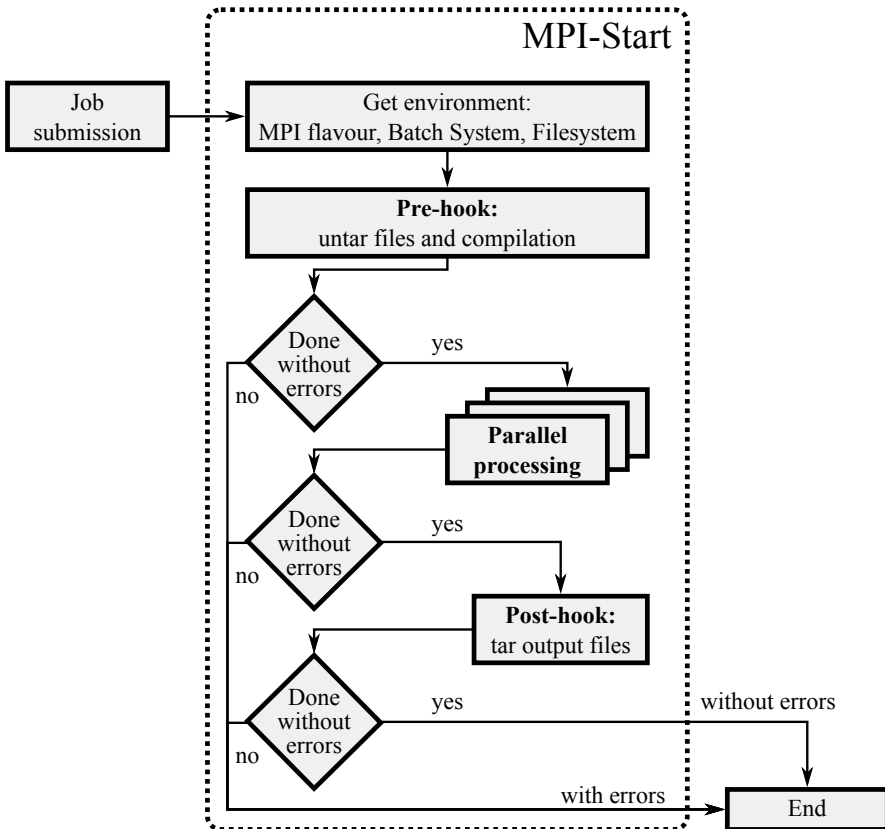 MPI-Start
Job
submission
Get environment:
MPI flavour, Batch System, Filesystem
Pre-hook:
untar files and compilation
Done
without
errors
yes
no
Parallel
processing
Done
without
errors
yes
no
Post-hook:
tar output files
Done
without
errors
yes
no
without errors
with errors
End